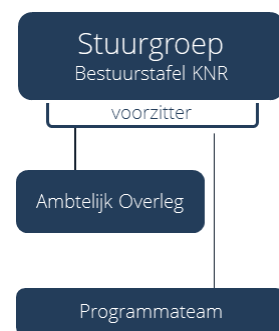 Stuurgroep
Bestuurstafel KNR
voorzitter
Ambtelijk Overleg
Programmateam